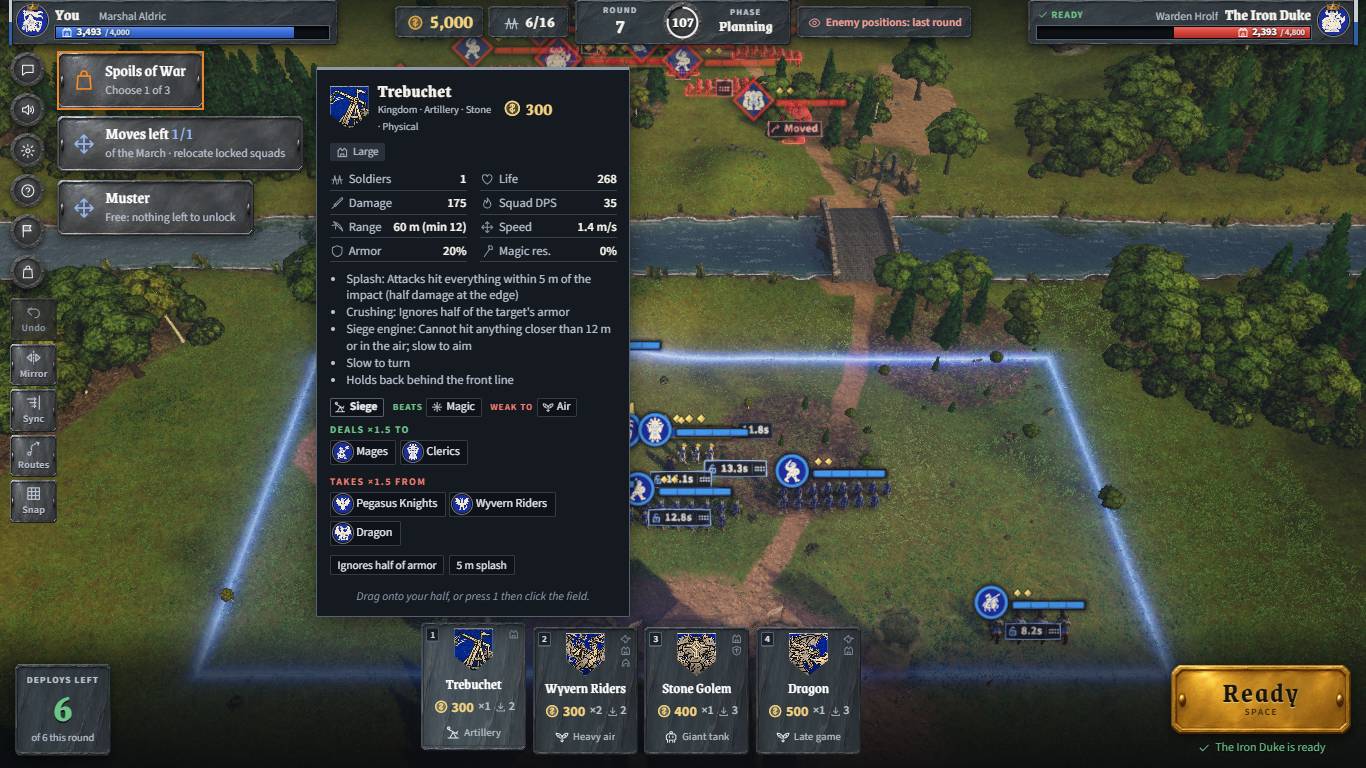 You Marshal Aldric
3,493 / 4,000
5,000
6/16
ROUND
7
107
PHASE
Planning
Enemy positions: last round
READY
Warden Hrolf The Iron Duke
2,393 / 4,800
Spoils of War
Choose 1 of 3
Moves left 1/1
of the March · relocate locked squads
Muster
Free: nothing left to unlock
Undo
Mirror
Sync
Routes
Snap
Moved
Trebuchet
Kingdom · Artillery · Stone
· Physical
300
Large
Soldiers 1
Life 268
Damage 175
Squad DPS 35
Range 60 m (min 12)
Speed 1.4 m/s
Armor 20%
Magic res. 0%
• Splash: Attacks hit everything within 5 m of the
impact (half damage at the edge)
• Crushing: Ignores half of the target's armor
• Siege engine: Cannot hit anything closer than 12 m
or in the air; slow to aim
• Slow to turn
• Holds back behind the front line
Siege BEATS Magic WEAK TO Air
DEALS ×1.5 TO
Mages Clerics
TAKES ×1.5 FROM
Pegasus Knights Wyvern Riders
Dragon
Ignores half of armor 5 m splash
Drag onto your half, or press 1 then click the field.
1.8s
13.3s
12.8s
8.2s
DEPLOYS LEFT
6
of 6 this round
1
Trebuchet
300 ×1 2
Artillery
2
Wyvern Riders
300 ×2 2
Heavy air
3
Stone Golem
400 ×1 3
Giant tank
4
Dragon
500 ×1 3
Late game
Ready
SPACE
The Iron Duke is ready